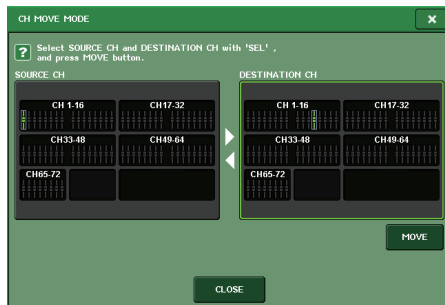 CH MOVE MODE
Select SOURCE CH and DESTINATION CH with 'SEL' ,
and press MOVE button.
SOURCE CH
DESTINATION CH
CH 1-16
CH17-32
CH 1-16
CH17-32
CH33-48
CH49-64
CH33-48
CH49-64
CH65-72
CH65-72
MOVE
CLOSE